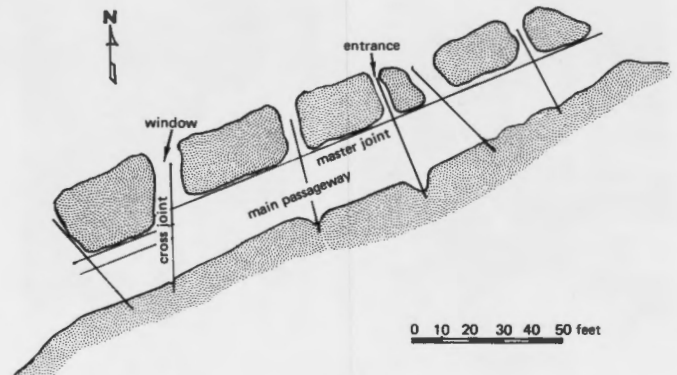 N
entrance
window
master joint
main passageway
cross joint
0 10 20 30 40 50 feet